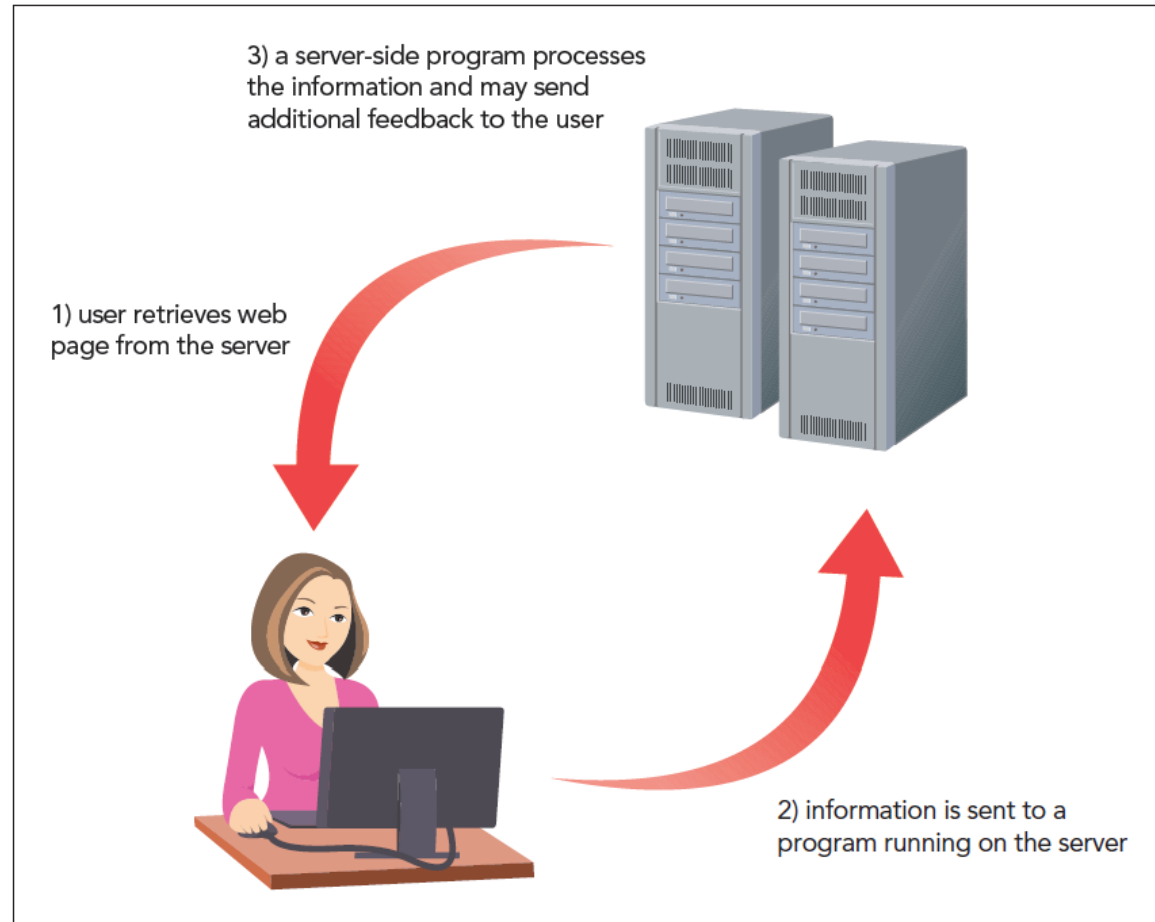 3) a server-side program processes
the information and may send
additional feedback to the user
1) user retrieves web
page from the server
2) information is sent to a
program running on the server